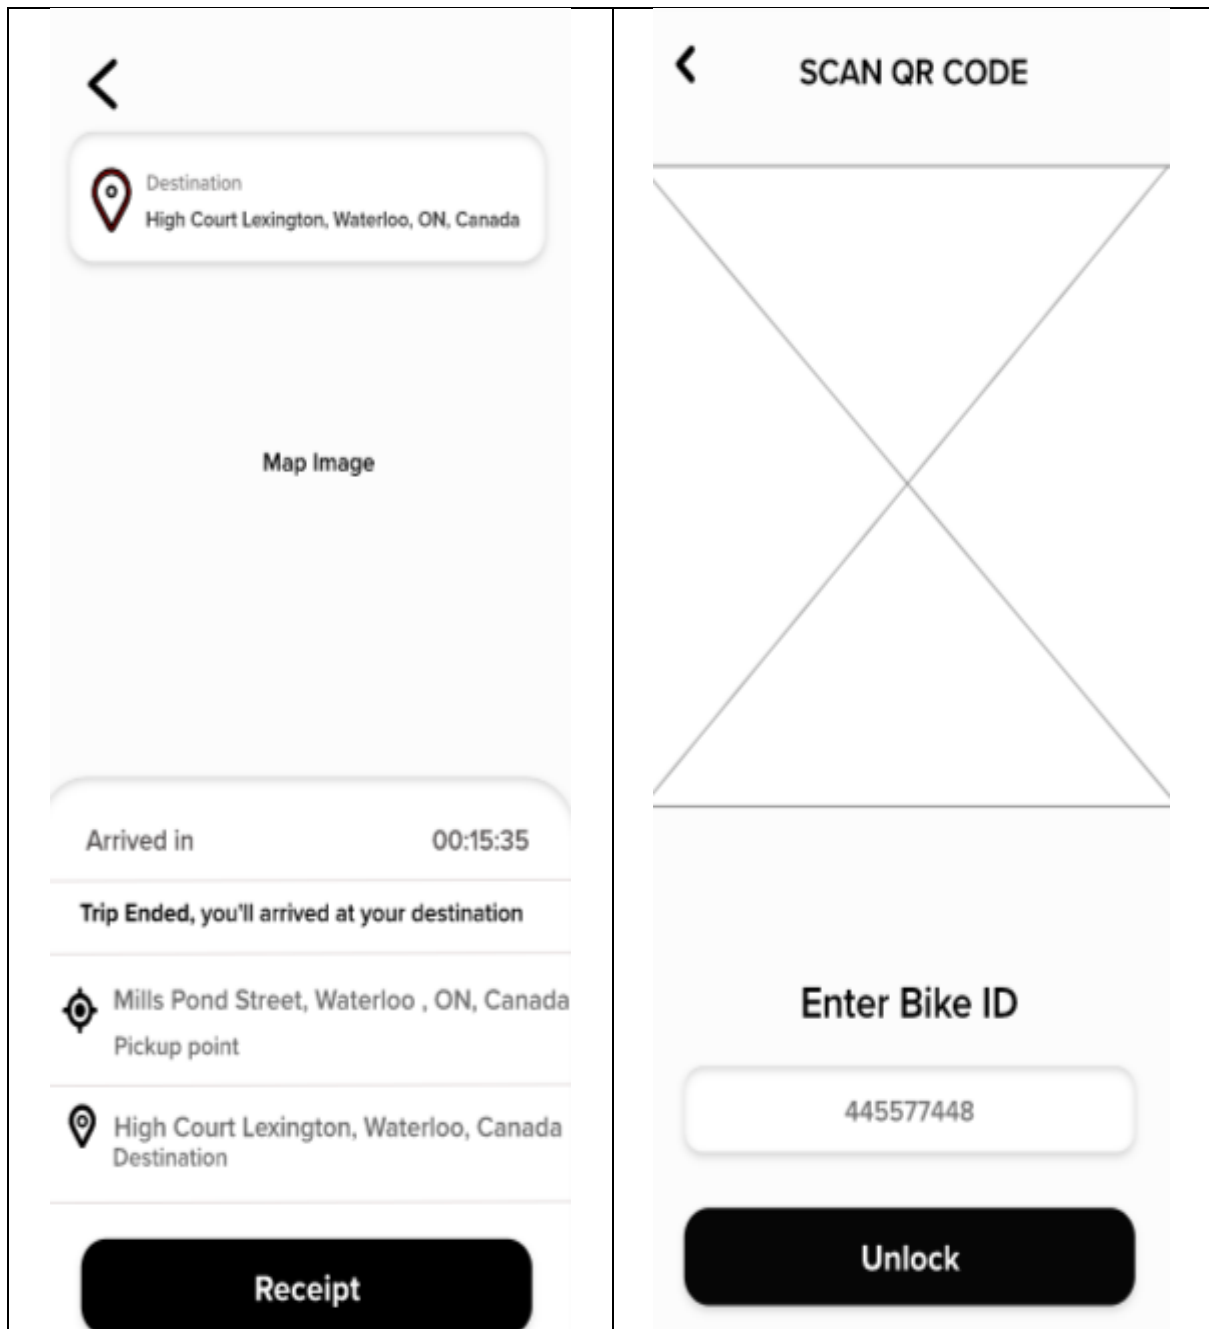 Destination
High Court Lexington, Waterloo, ON, Canada
Map Image
Arrived in 00:15:35
Trip Ended, you'll arrived at your destination
Mills Pond Street, Waterloo , ON, Canada
Pickup point
High Court Lexington, Waterloo, Canada
Destination
Receipt
SCAN QR CODE
Enter Bike ID
445577448
Unlock